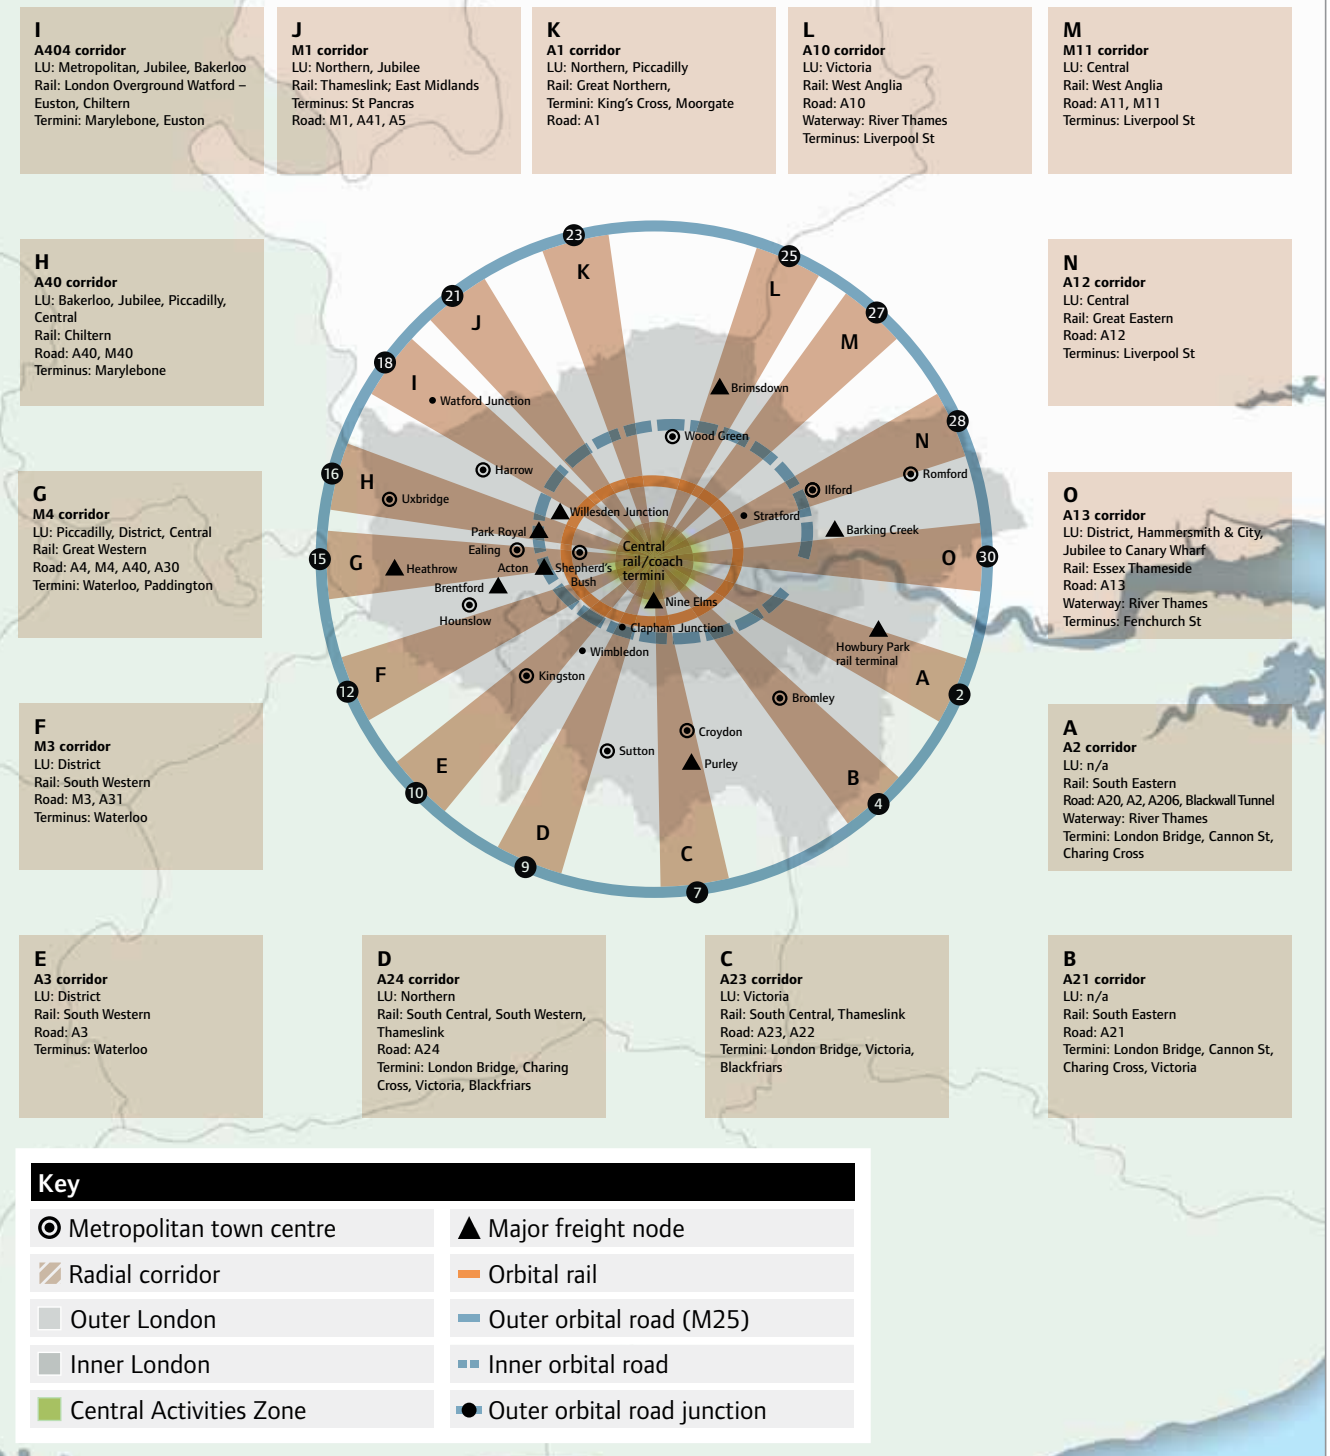 I
A404 corridor
LU: Metropolitan, Jubilee, Bakerloo
Rail: London Overground Watford –
Euston, Chiltern
Termini: Marylebone, Euston
J
M1 corridor
LU: Northern, Jubilee
Rail: Thameslink; East Midlands
Terminus: St Pancras
Road: M1, A41, A5
K
A1 corridor
LU: Northern, Piccadilly
Rail: Great Northern,
Termini: King's Cross, Moorgate
Road: A1
L
A10 corridor
LU: Victoria
Rail: West Anglia
Road: A10
Waterway: River Thames
Terminus: Liverpool St
M
M11 corridor
LU: Central
Rail: West Anglia
Road: A11, M11
Terminus: Liverpool St
H
A40 corridor
LU: Bakerloo, Jubilee, Piccadilly,
Central
Rail: Chiltern
Road: A40, M40
Terminus: Marylebone
N
A12 corridor
LU: Central
Rail: Great Eastern
Road: A12
Terminus: Liverpool St
G
M4 corridor
LU: Piccadilly, District, Central
Rail: Great Western
Road: A4, M4, A40, A30
Termini: Waterloo, Paddington
O
A13 corridor
LU: District, Hammersmith & City,
Jubilee to Canary Wharf
Rail: Essex Thameside
Road: A13
Waterway: River Thames
Terminus: Fenchurch St
F
M3 corridor
LU: District
Rail: South Western
Road: M3, A31
Terminus: Waterloo
A
A2 corridor
LU: n/a
Rail: South Eastern
Road: A20, A2, A206, Blackwall Tunnel
Waterway: River Thames
Termini: London Bridge, Cannon St,
Charing Cross
23
25
K
L
21
27
J
M
18
I
Watford Junction
Brimsdown
28
N
Wood Green
16
H
Harrow
Romford
Uxbridge
Ilford
Willesden Junction
Stratford
Park Royal
Barking Creek
Ealing
Central
rail/coach
termini
15
G
O
30
Heathrow
Acton
Shepherd's
Bush
Brentford
Nine Elms
Hounslow
Clapham Junction
Howbury Park
rail terminal
Wimbledon
F
Kingston
A
12
2
Bromley
Croydon
Sutton
Purley
E
B
10
4
D
C
9
7
E
A3 corridor
LU: District
Rail: South Western
Road: A3
Terminus: Waterloo
D
A24 corridor
LU: Northern
Rail: South Central, South Western,
Thameslink
Road: A24
Termini: London Bridge, Charing
Cross, Victoria, Blackfriars
C
A23 corridor
LU: Victoria
Rail: South Central, Thameslink
Road: A23, A22
Termini: London Bridge, Victoria,
Blackfriars
B
A21 corridor
LU: n/a
Rail: South Eastern
Road: A21
Termini: London Bridge, Cannon St,
Charing Cross, Victoria
Key
Metropolitan town centre
Major freight node
Radial corridor
Orbital rail
Outer London
Outer orbital road (M25)
Inner London
Inner orbital road
Central Activities Zone
Outer orbital road junction